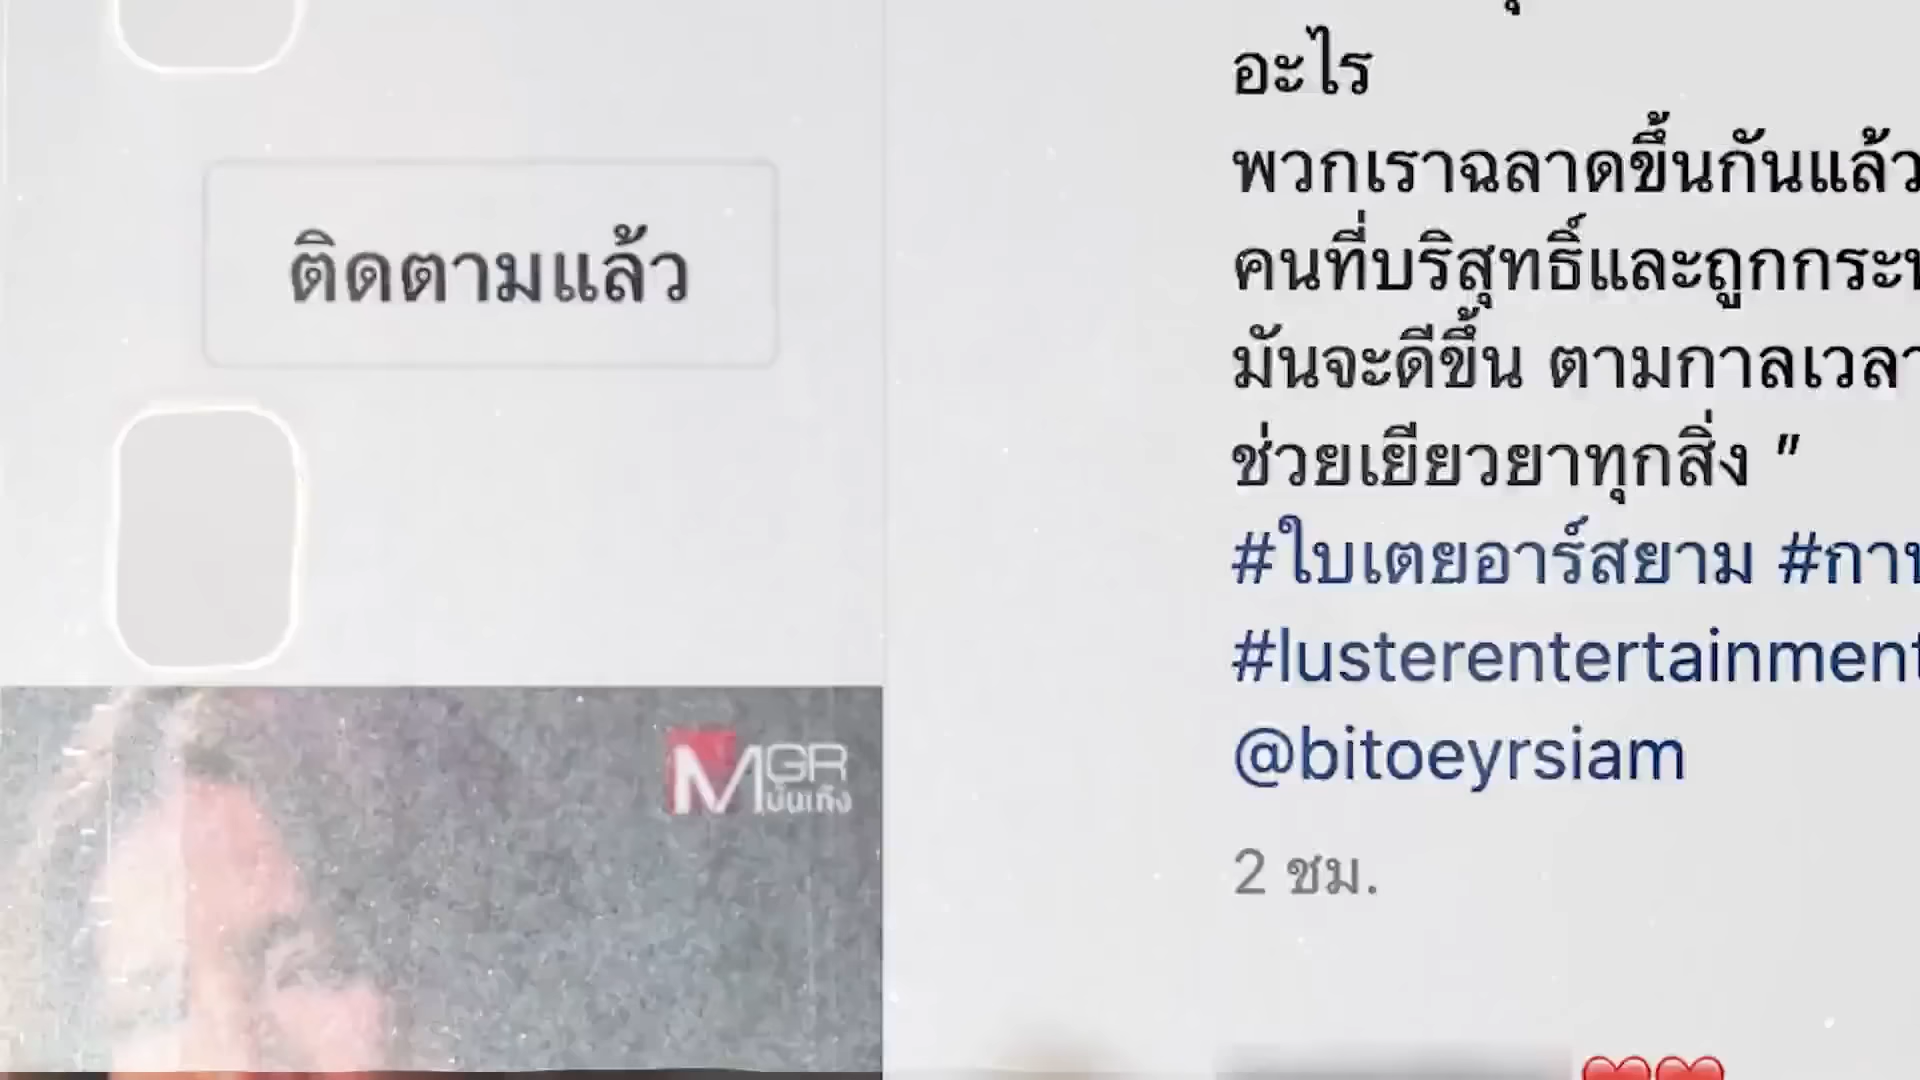 ติดตามแล้ว
MGR
บันเทิง
อะไร
พวกเราฉลาดขึ้นกันแล้ว
คนที่บริสุทธิ์และถูกกระ
มันจะดีขึ้น ตามกาลเวลา
ช่วยเยียวยาทุกสิ่ง ”
#ใบเตยอาร์สยาม #กา
#lusterentertainment
@bitoeyrsiam
2 ชม.